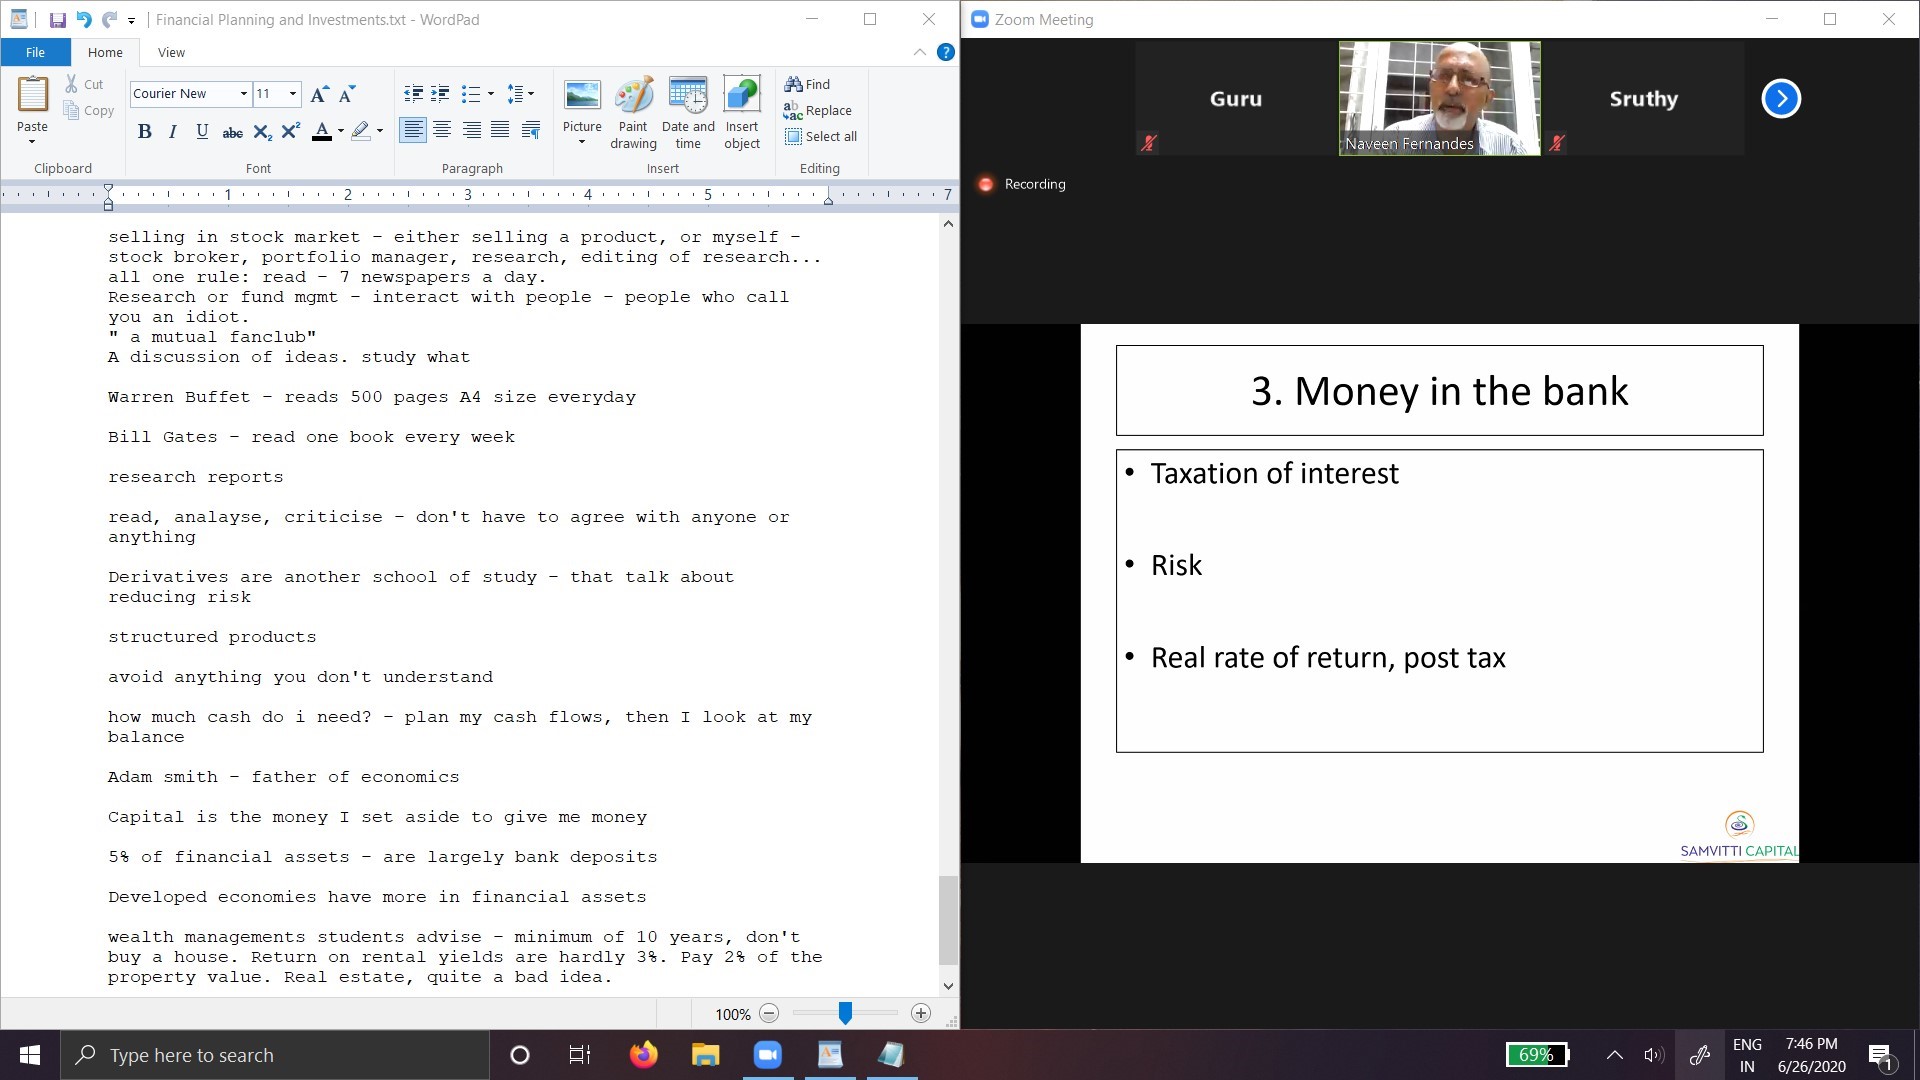 Financial Planning and Investments.txt - WordPad
File Home View
Paste
Cut
Copy
Clipboard
Courier New 11
B I U abc X2 X2 A
Font
Paragraph
Picture
Paint drawing
Date and time
Insert object
Insert
Find
Replace
Select all
Editing
1 2 3 4 5 7
selling in stock market - either selling a product, or myself -
stock broker, portfolio manager, research, editing of research...
all one rule: read - 7 newspapers a day.
Research or fund mgmt - interact with people - people who call
you an idiot.
" a mutual fanclub"
A discussion of ideas. study what
Warren Buffet - reads 500 pages A4 size everyday
Bill Gates - read one book every week
research reports
read, analayse, criticise - don't have to agree with anyone or
anything
Derivatives are another school of study - that talk about
reducing risk
structured products
avoid anything you don't understand
how much cash do i need? - plan my cash flows, then I look at my
balance
Adam smith - father of economics
Capital is the money I set aside to give me money
5% of financial assets - are largely bank deposits
Developed economies have more in financial assets
wealth managements students advise - minimum of 10 years, don't
buy a house. Return on rental yields are hardly 3%. Pay 2% of the
property value. Real estate, quite a bad idea.
100%
Zoom Meeting
Guru
Naveen Fernandes
Sruthy
Recording
3. Money in the bank
• Taxation of interest
• Risk
• Real rate of return, post tax
SAMVITTI CAPITAL
Type here to search
69%
ENG
IN
7:46 PM
6/26/2020
1